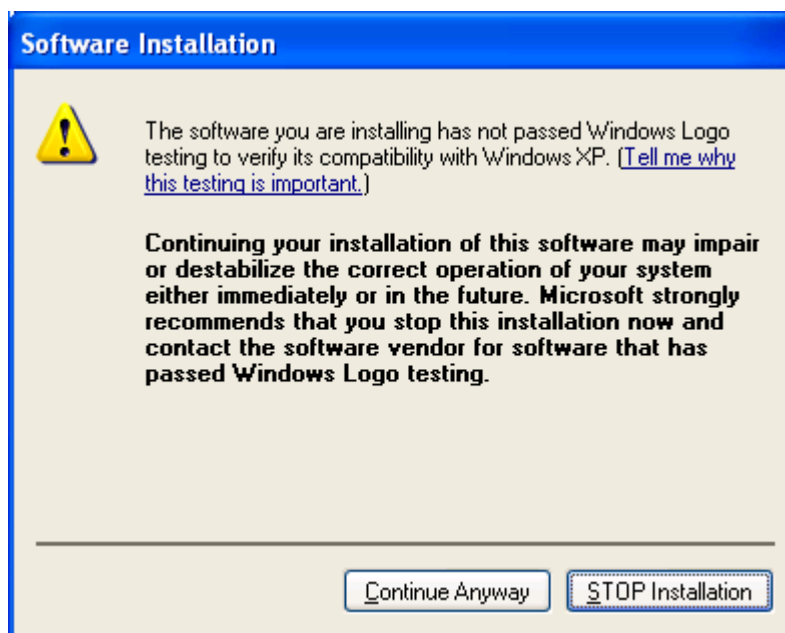 Software Installation
The software you are installing has not passed Windows Logo
testing to verify its compatibility with Windows XP. (Tell me why
this testing is important.)
Continuing your installation of this software may impair
or destabilize the correct operation of your system
either immediately or in the future. Microsoft strongly
recommends that you stop this installation now and
contact the software vendor for software that has
passed Windows Logo testing.
Continue Anyway
STOP Installation